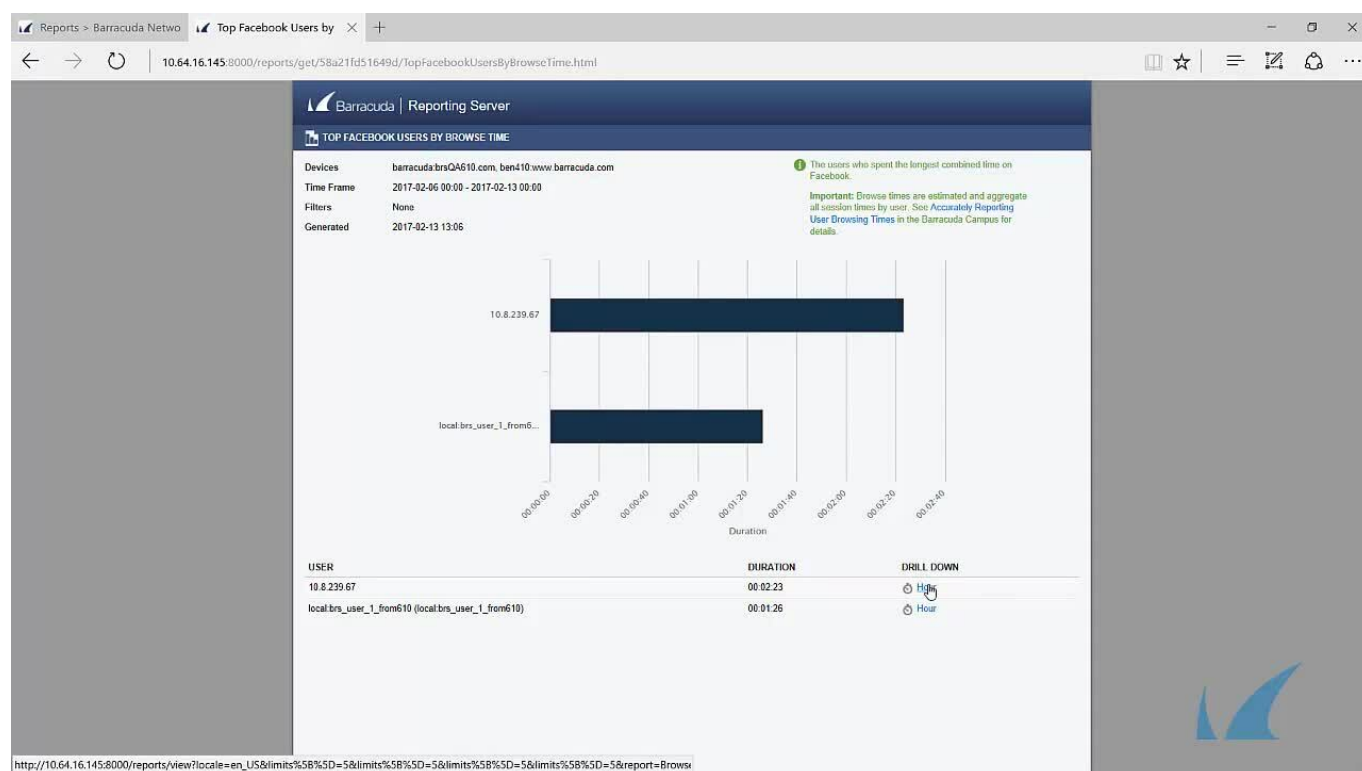 Reports > Barracuda Netwo
Top Facebook Users by
10.64.16.145:8000/reports/get/58a21fd51649d/TopFacebookUsersByBrowseTime.html
Barracuda | Reporting Server
TOP FACEBOOK USERS BY BROWSE TIME
Devices barracuda:brsQA610.com, ben410:www.barracuda.com
Time Frame 2017-02-06 00:00 - 2017-02-13 00:00
Filters None
Generated 2017-02-13 13:06
The users who spent the longest combined time on
Facebook.
Important: Browse times are estimated and aggregate
all session times by user. See Accurately Reporting
User Browsing Times in the Barracuda Campus for
details.
10.8.239.67
local:brs_user_1_from6...
00:00:00 00:00:20 00:00:40 00:01:00 00:01:20 00:01:40 00:02:00 00:02:20 00:02:40
Duration
USER DURATION DRILL DOWN
10.8.239.67 00:02:23 Hour
local:brs_user_1_from610 (local:brs_user_1_from610) 00:01:26 Hour
http://10.64.16.145:8000/reports/view?locale=en_US&limits%5B%5D=5&limits%5B%5D=5&limits%5B%5D=5&limits%5B%5D=5&report=Browse